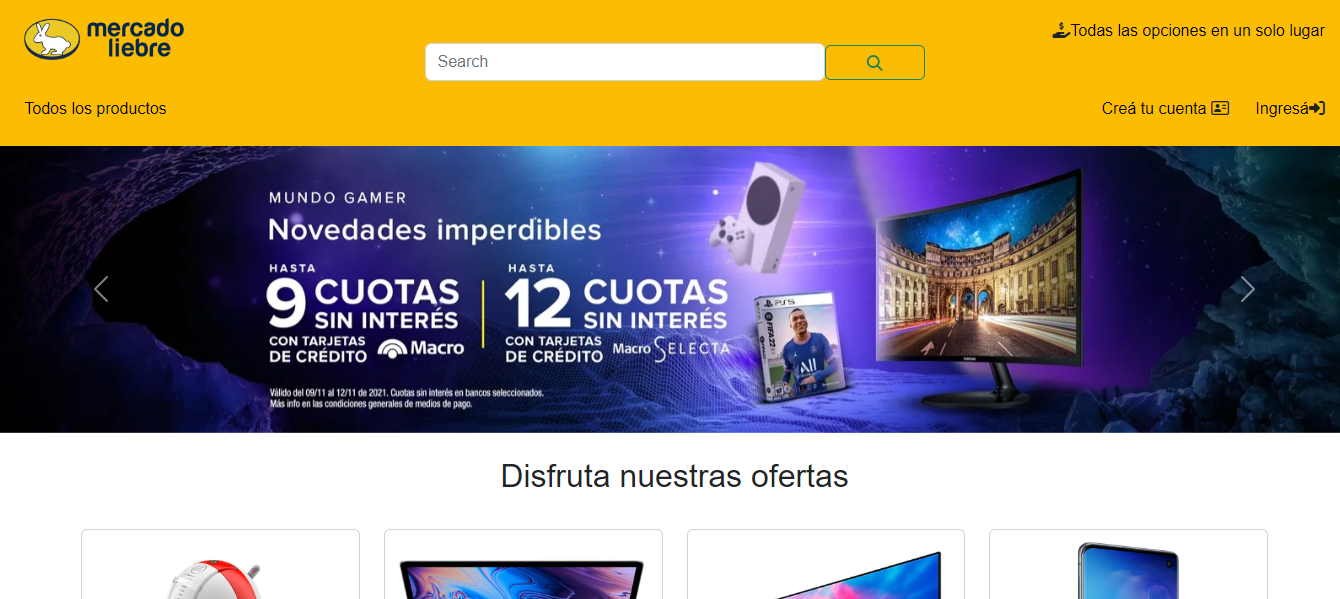 mercado
liebre
Todas las opciones en un solo lugar
Search
Todos los productos
Creá tu cuenta
Ingresá
MUNDO GAMER
Novedades imperdibles
HASTA
9 CUOTAS
SIN INTERÉS
CON TARJETAS
DE CRÉDITO Macro
HASTA
12 CUOTAS
SIN INTERÉS
CON TARJETAS
DE CRÉDITO Macro SELECTA
Válido del 09/11 al 12/11 de 2021. Cuotas sin interés en bancos seleccionados.
Más info en las condiciones generales de medios de pago.
PS5
FIFA 22
SAMSUNG
Disfruta nuestras ofertas